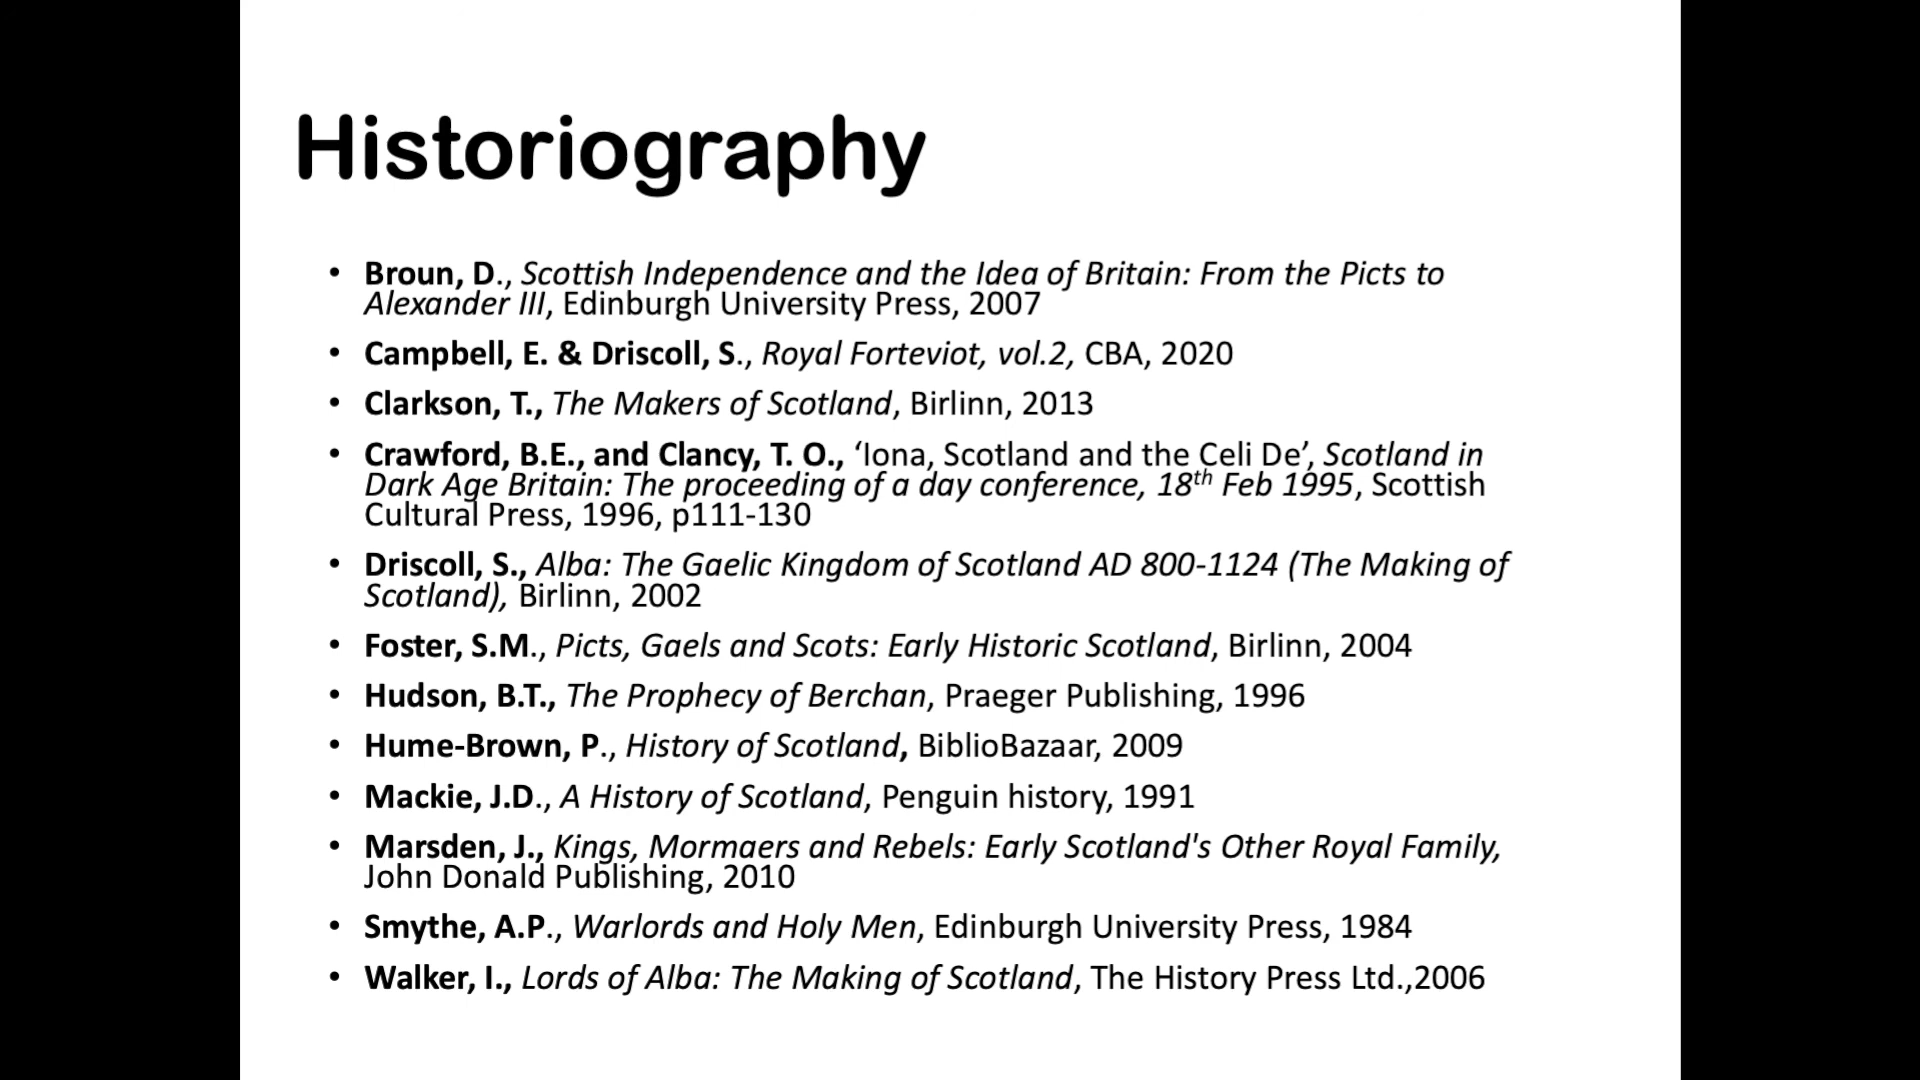 Historiography
• Broun, D., Scottish Independence and the Idea of Britain: From the Picts to
Alexander III, Edinburgh University Press, 2007
• Campbell, E. & Driscoll, S., Royal Forteviot, vol.2, CBA, 2020
• Clarkson, T., The Makers of Scotland, Birlinn, 2013
• Crawford, B.E., and Clancy, T. O., ‘Iona, Scotland and the Celi De’, Scotland in
Dark Age Britain: The proceeding of a day conference, 18th Feb 1995, Scottish
Cultural Press, 1996, p111-130
• Driscoll, S., Alba: The Gaelic Kingdom of Scotland AD 800-1124 (The Making of
Scotland), Birlinn, 2002
• Foster, S.M., Picts, Gaels and Scots: Early Historic Scotland, Birlinn, 2004
• Hudson, B.T., The Prophecy of Berchan, Praeger Publishing, 1996
• Hume-Brown, P., History of Scotland, BiblioBazaar, 2009
• Mackie, J.D., A History of Scotland, Penguin history, 1991
• Marsden, J., Kings, Mormaers and Rebels: Early Scotland's Other Royal Family,
John Donald Publishing, 2010
• Smythe, A.P., Warlords and Holy Men, Edinburgh University Press, 1984
• Walker, I., Lords of Alba: The Making of Scotland, The History Press Ltd.,2006